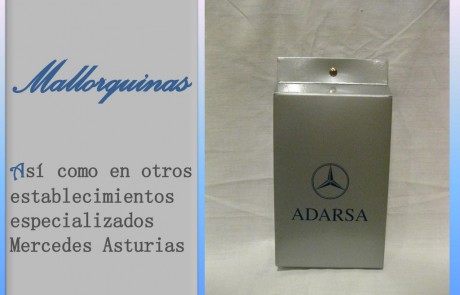 Mallorquinas
Así como en otros
establecimientos
especializados
Mercedes Asturias
ADARSA